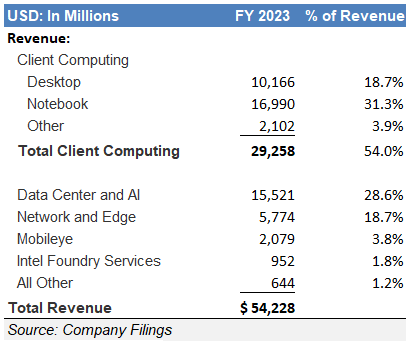 USD: In Millions FY 2023 % of Revenue
Revenue:
Client Computing
Desktop 10,166 18.7%
Notebook 16,990 31.3%
Other 2,102 3.9%
Total Client Computing 29,258 54.0%
Data Center and AI 15,521 28.6%
Network and Edge 5,774 18.7%
Mobileye 2,079 3.8%
Intel Foundry Services 952 1.8%
All Other 644 1.2%
Total Revenue $ 54,228
Source: Company Filings